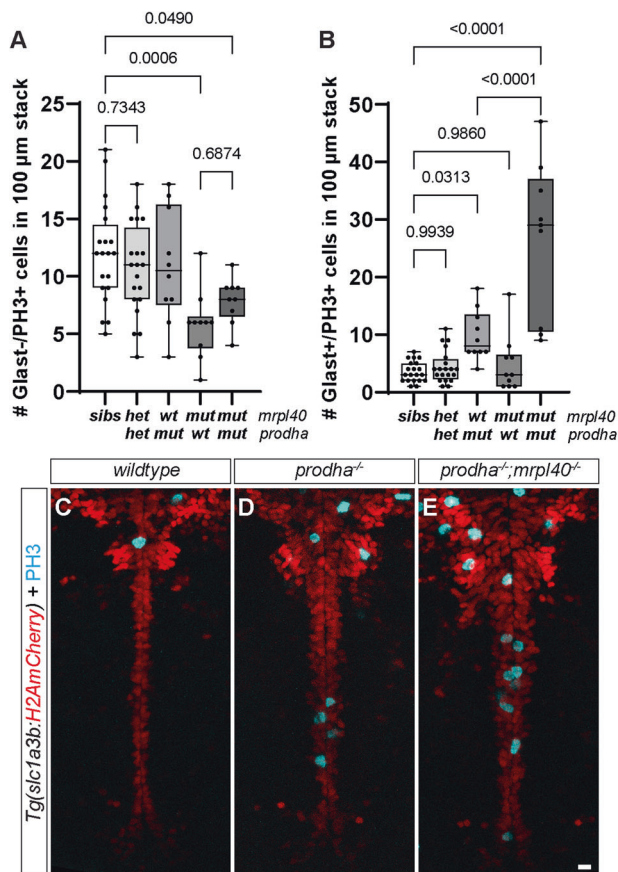 A
0.0490
0.0006
0.7343
0.6874
# Glast-/PH3+ cells in 100 µm stack
25
20
15
10
5
0
sibs het wt mut mut mrpl40
het mut wt mut prodha
B
<0.0001
<0.0001
0.9860
0.0313
0.9939
# Glast+/PH3+ cells in 100 µm stack
50
40
30
20
10
0
sibs het wt mut mut mrpl40
het mut wt mut prodha
wildtype
prodha-/-
prodha-/-;mrpl40-/-
C
D
E
Tg(slc1a3b:H2AmCherry) + PH3